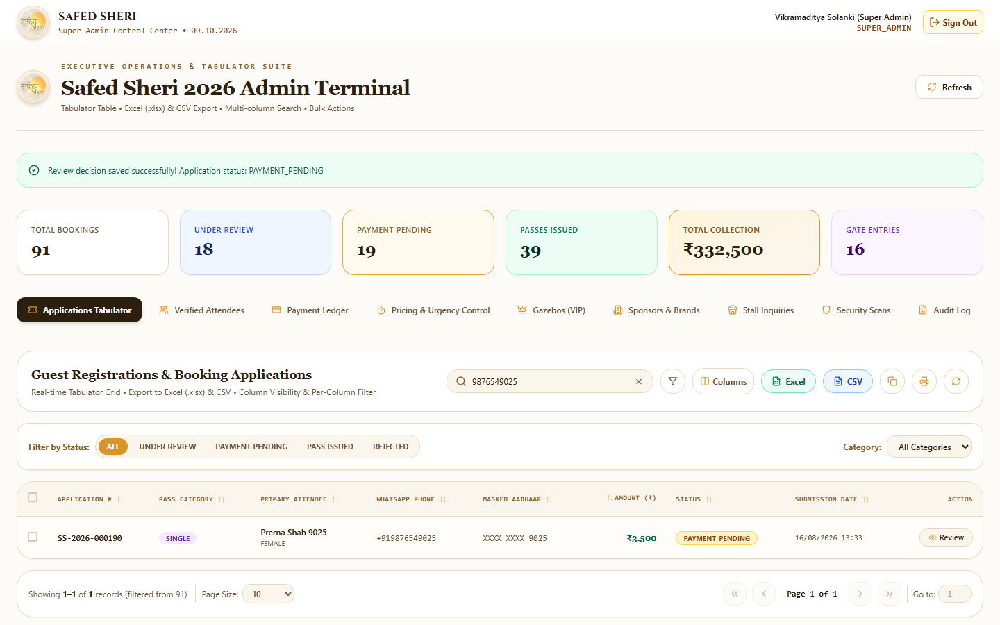 SAFED SHERI
Super Admin Control Center • 09.10.2026
Vikramaditya Solanki (Super Admin)
SUPER_ADMIN
Sign Out
EXECUTIVE OPERATIONS & TABULATOR SUITE
Safed Sheri 2026 Admin Terminal
Tabulator Table • Excel (.xlsx) & CSV Export • Multi-column Search • Bulk Actions
Refresh
Review decision saved successfully! Application status: PAYMENT_PENDING
TOTAL BOOKINGS
91
UNDER REVIEW
18
PAYMENT PENDING
19
PASSES ISSUED
39
TOTAL COLLECTION
₹332,500
GATE ENTRIES
16
Applications Tabulator
Verified Attendees
Payment Ledger
Pricing & Urgency Control
Gazebos (VIP)
Sponsors & Brands
Stall Inquiries
Security Scans
Audit Log
Guest Registrations & Booking Applications
Real-time Tabulator Grid • Export to Excel (.xlsx) & CSV • Column Visibility & Per-Column Filter
9876549025
Columns
Excel
CSV
Filter by Status: ALL UNDER REVIEW PAYMENT PENDING PASS ISSUED REJECTED
Category: All Categories
APPLICATION # PASS CATEGORY PRIMARY ATTENDEE WHATSAPP PHONE MASKED AADHAAR AMOUNT (₹) STATUS SUBMISSION DATE ACTION
SS-2026-000190 SINGLE Prerna Shah 9025 +919876549025 XXXX XXXX 9025 ₹3,500 PAYMENT_PENDING 16/08/2026 13:33 Review
FEMALE
Showing 1–1 of 1 records (filtered from 91) Page Size: 10
Page 1 of 1
Go to: 1